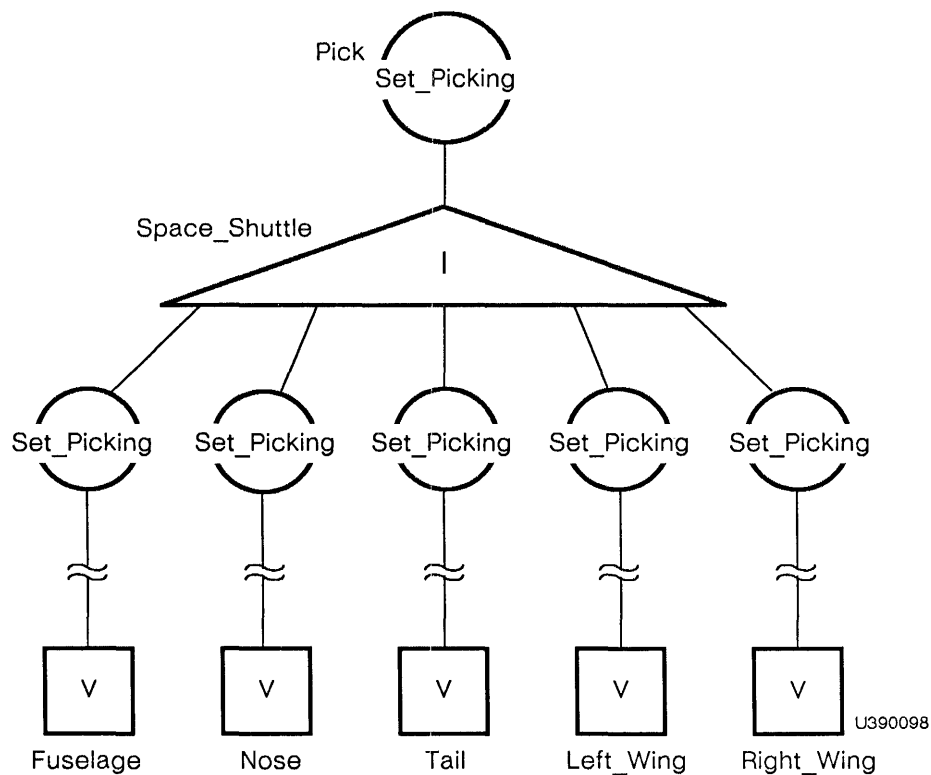 Pick
Set_Picking
Space_Shuttle
I
Set_Picking Set_Picking Set_Picking Set_Picking Set_Picking
V V V V V
U390098
Fuselage Nose Tail Left_Wing Right_Wing